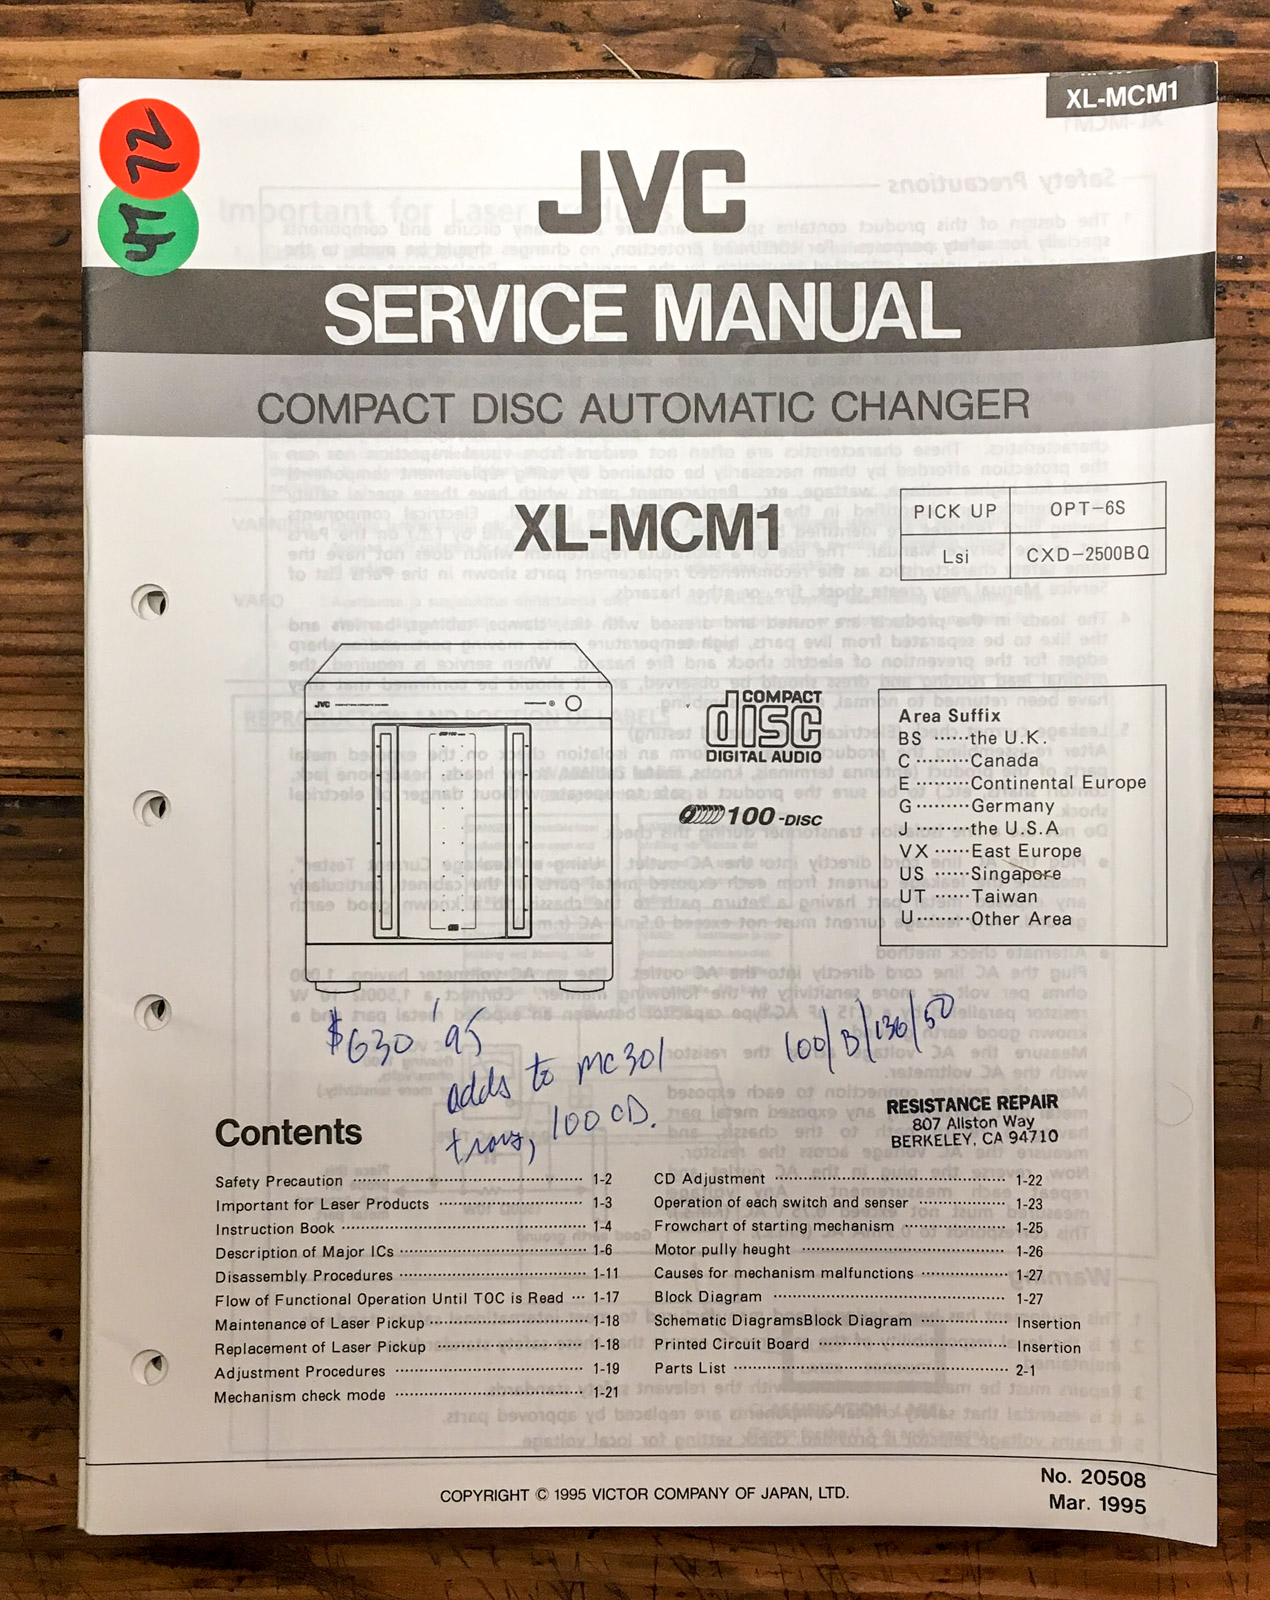 XL-MCM1
72
47
JVC
SERVICE MANUAL
COMPACT DISC AUTOMATIC CHANGER
XL-MCM1
PICK UP OPT-6S
Lsi CXD-2500BQ
JVC
COMPACT
disc
DIGITAL AUDIO
100-DISC
Area Suffix
BS ······the U.K.
C ·········Canada
E ·········Continental Europe
G ·········Germany
J ·········the U.S.A
VX ······East Europe
US ······Singapore
UT ······Taiwan
U ·········Other Area
$630 '95
adds to MC301
trays, 100 CD.
100/B/130/50
RESISTANCE REPAIR
807 Allston Way
BERKELEY, CA 94710
Contents
Safety Precaution ········ 1-2
Important for Laser Products ········ 1-3
Instruction Book ········ 1-4
Description of Major ICs ········ 1-6
Disassembly Procedures ········ 1-11
Flow of Functional Operation Until TOC is Read ··· 1-17
Maintenance of Laser Pickup ········ 1-18
Replacement of Laser Pickup ········ 1-18
Adjustment Procedures ········ 1-19
Mechanism check mode ········ 1-21
CD Adjustment ········ 1-22
Operation of each switch and senser ········ 1-23
Frowchart of starting mechanism ········ 1-25
Motor pully heught ········ 1-26
Causes for mechanism malfunctions ········ 1-27
Block Diagram ········ 1-27
Schematic DiagramsBlock Diagram ········ Insertion
Printed Circuit Board ········ Insertion
Parts List ········ 2-1
COPYRIGHT © 1995 VICTOR COMPANY OF JAPAN, LTD.
No. 20508
Mar. 1995